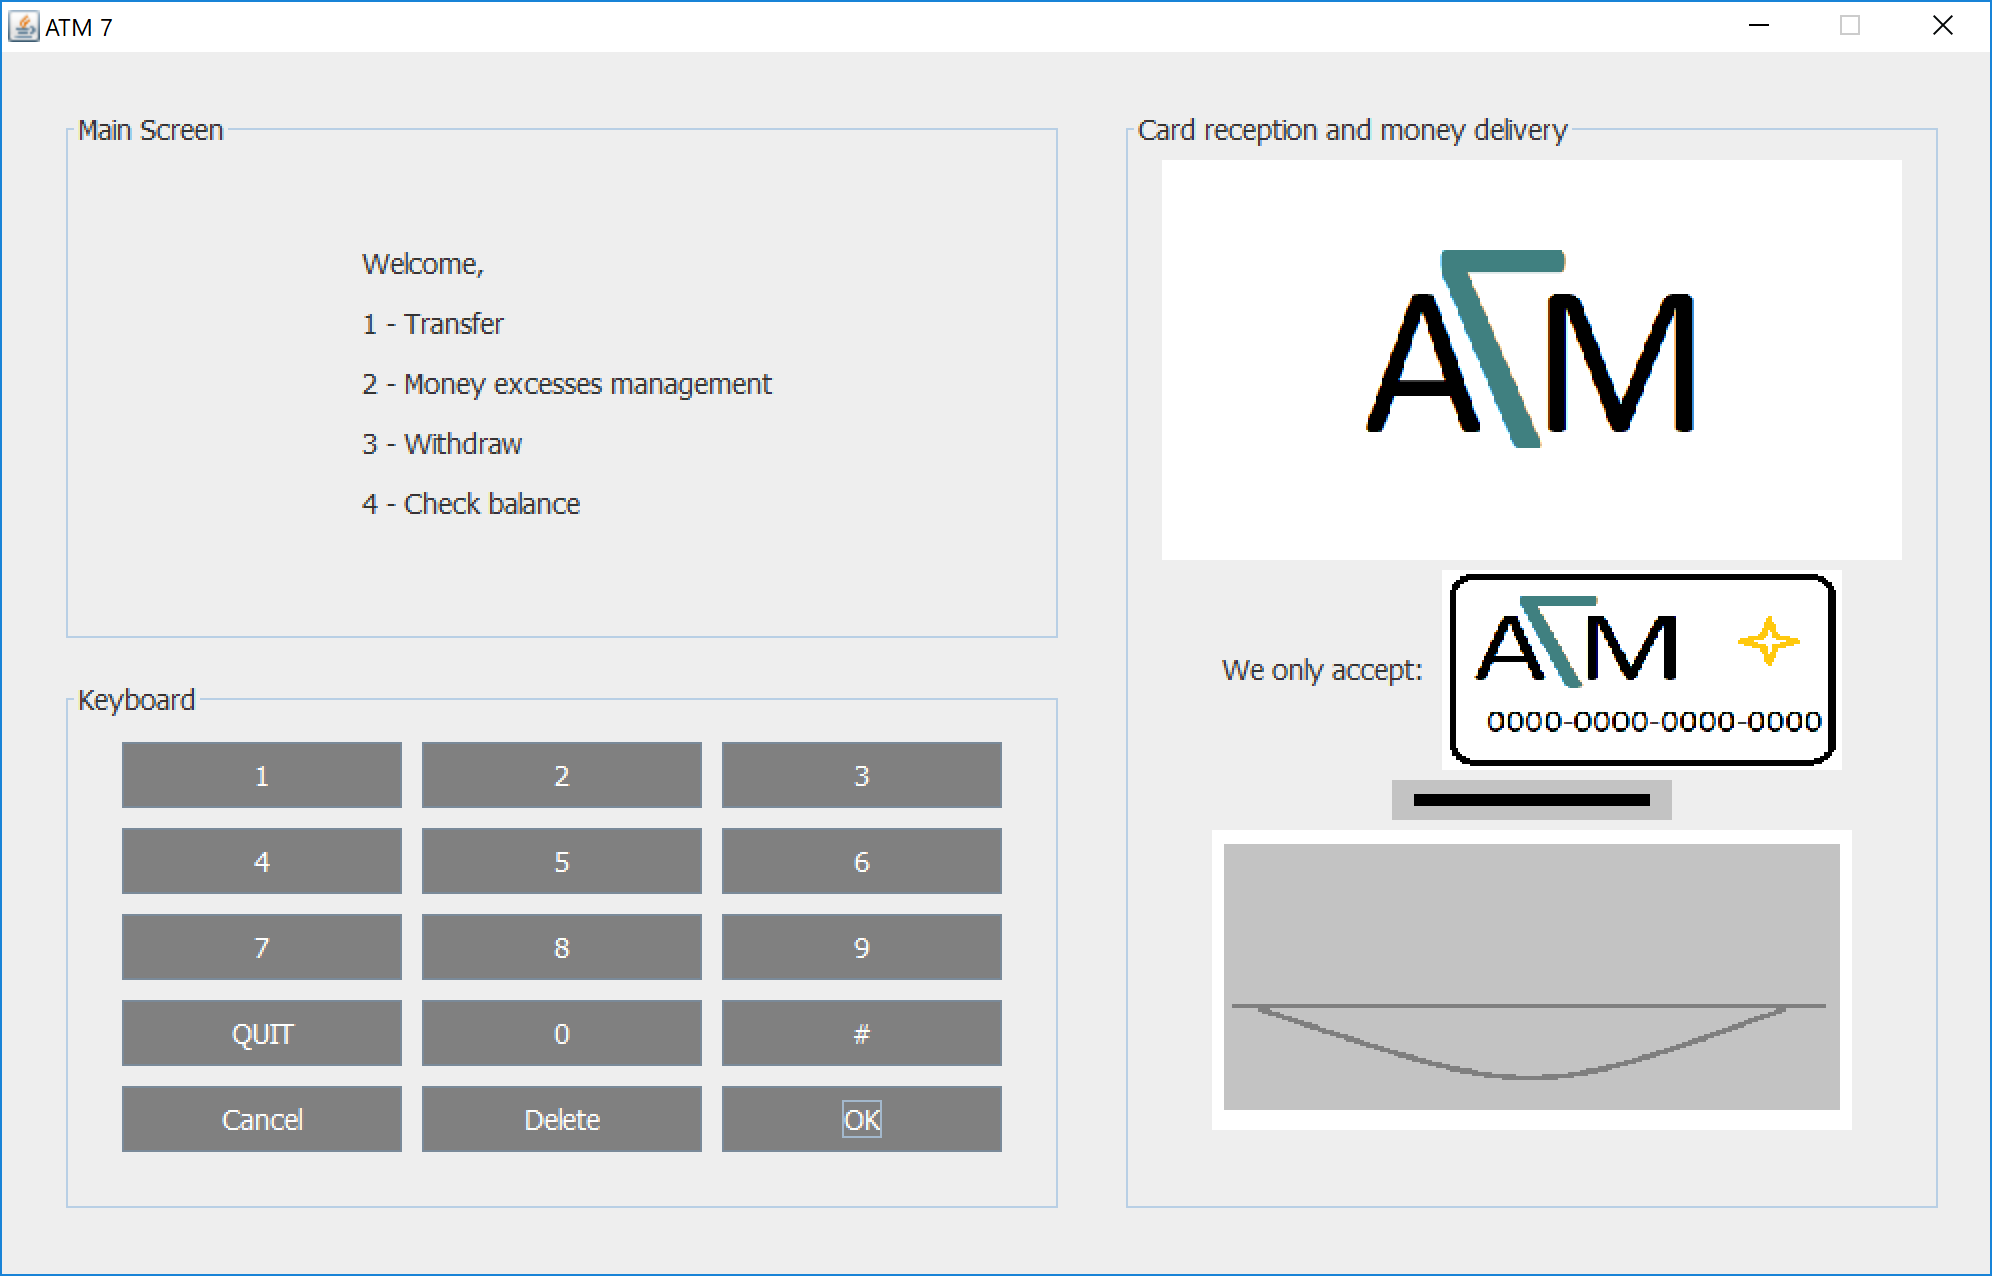 ATM 7
Main Screen
Welcome,
1 - Transfer
2 - Money excesses management
3 - Withdraw
4 - Check balance
Keyboard
1 2 3
4 5 6
7 8 9
QUIT 0 #
Cancel Delete OK
Card reception and money delivery
A7M
We only accept:
A7M
0000-0000-0000-0000